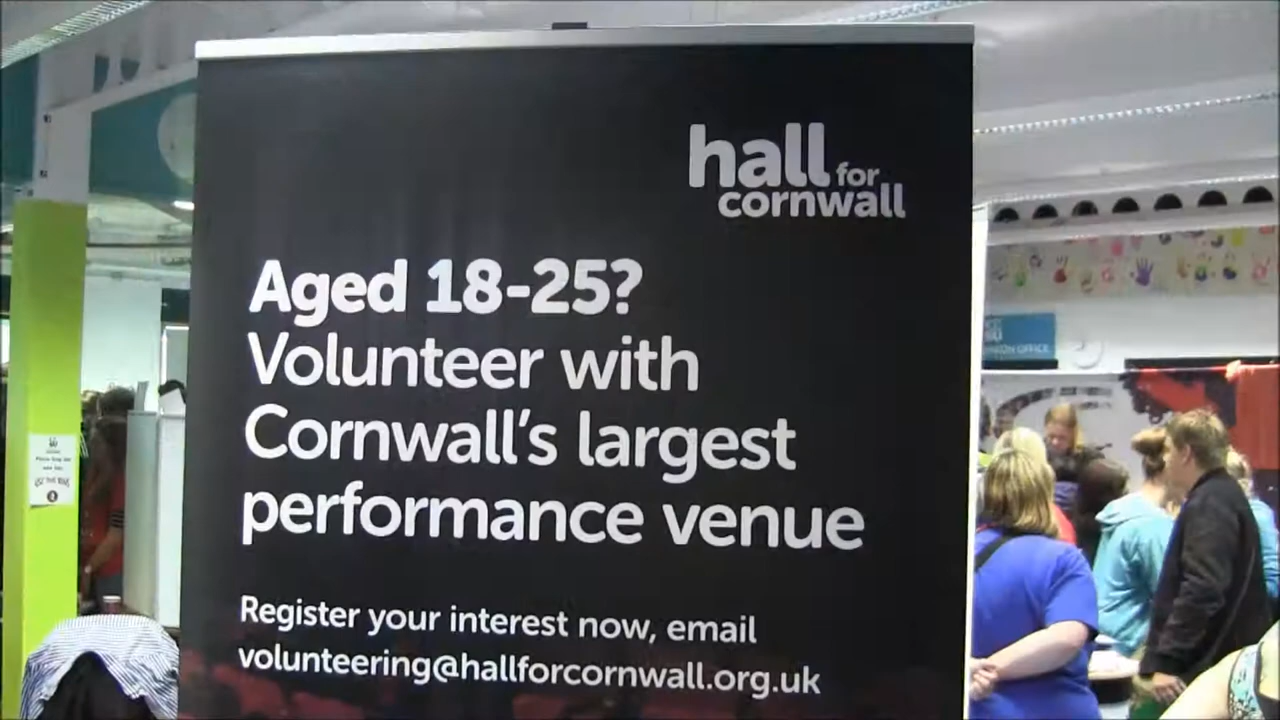 hall for
cornwall
Aged 18-25?
Volunteer with
Cornwall's largest
performance venue
Register your interest now, email
volunteering@hallforcornwall.org.uk
OFFICE